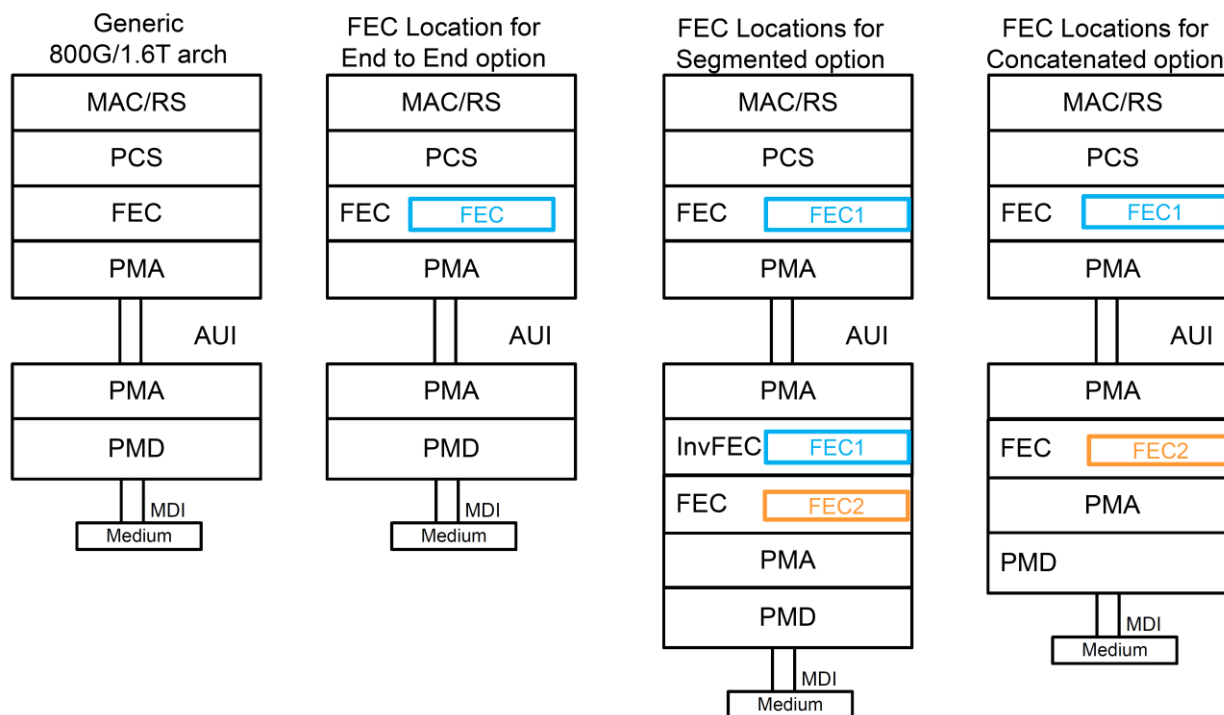 Generic
800G/1.6T arch
MAC/RS
PCS
FEC
PMA
AUI
PMA
PMD
MDI
Medium
FEC Location for
End to End option
MAC/RS
PCS
FEC FEC
PMA
AUI
PMA
PMD
MDI
Medium
FEC Locations for
Segmented option
MAC/RS
PCS
FEC FEC1
PMA
AUI
PMA
InvFEC FEC1
FEC FEC2
PMA
PMD
MDI
Medium
FEC Locations for
Concatenated option
MAC/RS
PCS
FEC FEC1
PMA
AUI
PMA
FEC FEC2
PMA
PMD
MDI
Medium